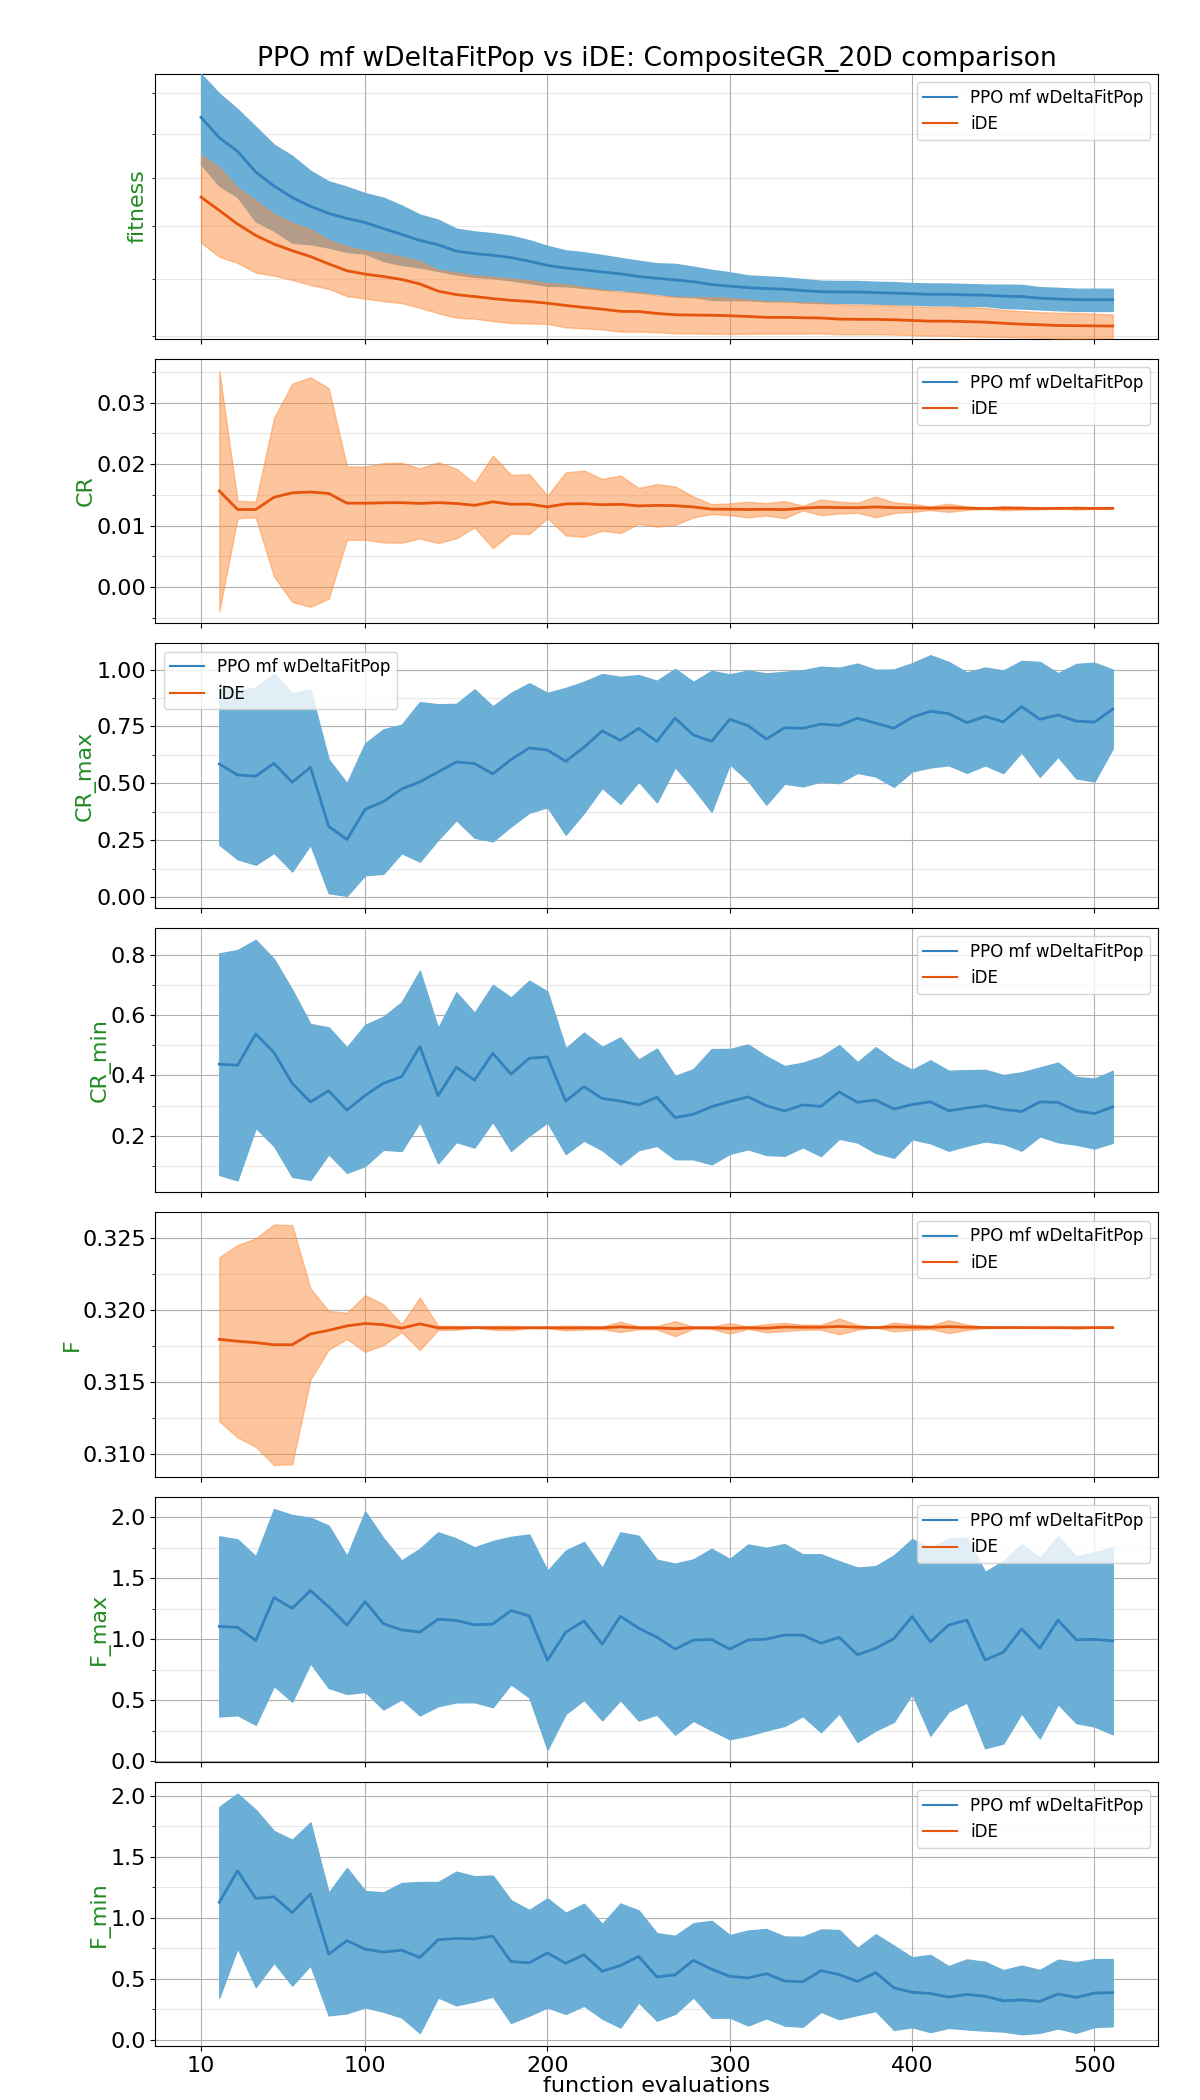 PPO mf wDeltaFitPop vs iDE: CompositeGR_20D comparison
fitness
PPO mf wDeltaFitPop
iDE
CR
0.03
0.02
0.01
0.00
PPO mf wDeltaFitPop
iDE
CR_max
1.00
0.75
0.50
0.25
0.00
PPO mf wDeltaFitPop
iDE
CR_min
0.8
0.6
0.4
0.2
PPO mf wDeltaFitPop
iDE
F
0.325
0.320
0.315
0.310
PPO mf wDeltaFitPop
iDE
F_max
2.0
1.5
1.0
0.5
0.0
PPO mf wDeltaFitPop
iDE
F_min
2.0
1.5
1.0
0.5
0.0
PPO mf wDeltaFitPop
iDE
10 100 200 300 400 500
function evaluations